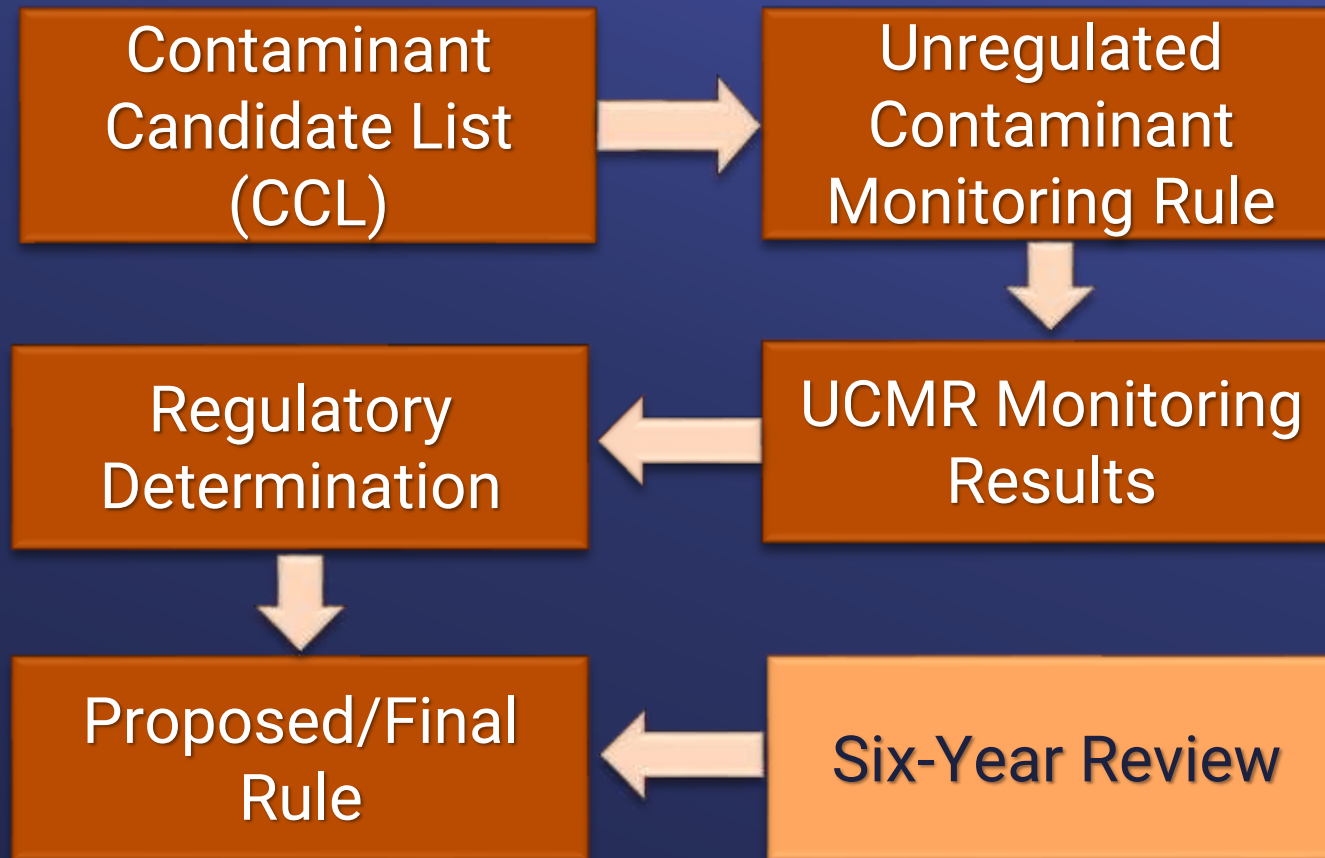 Contaminant
Candidate List
(CCL)
Unregulated
Contaminant
Monitoring Rule
UCMR Monitoring
Results
Regulatory
Determination
Proposed/Final
Rule
Six-Year Review